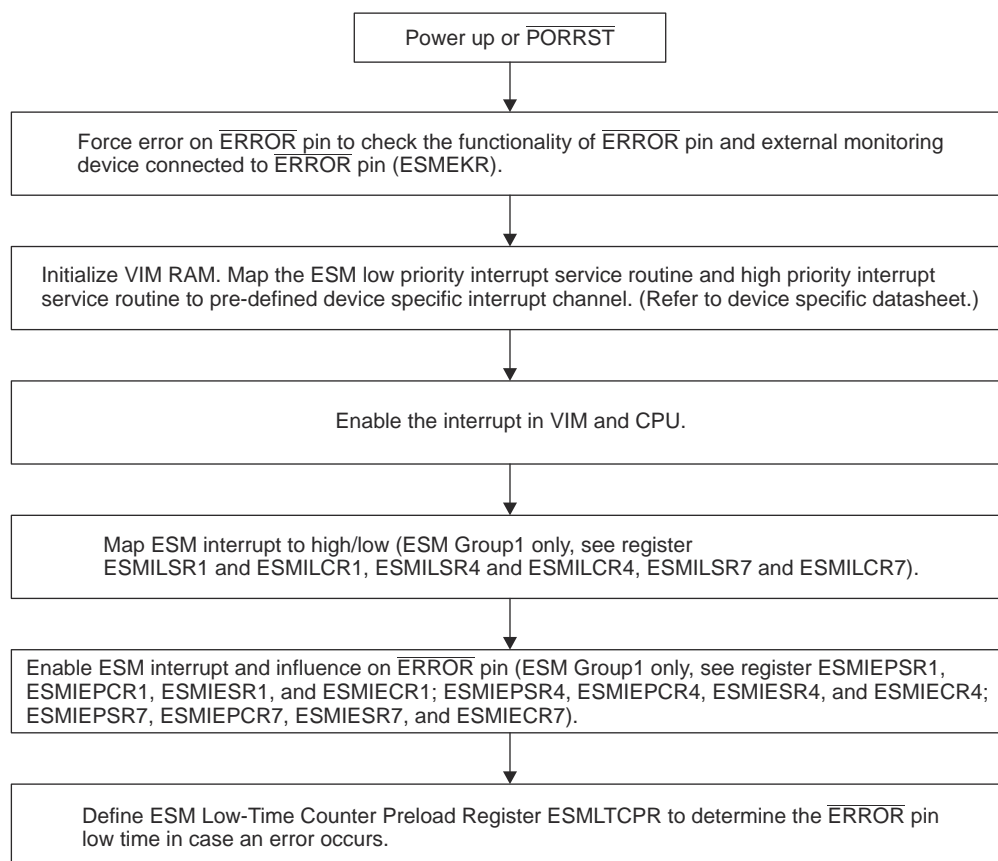 Power up or PORRST
Force error on ERROR pin to check the functionality of ERROR pin and external monitoring
device connected to ERROR pin (ESMEKR).
Initialize VIM RAM. Map the ESM low priority interrupt service routine and high priority interrupt
service routine to pre-defined device specific interrupt channel. (Refer to device specific datasheet.)
Enable the interrupt in VIM and CPU.
Map ESM interrupt to high/low (ESM Group1 only, see register
ESMILSR1 and ESMILCR1, ESMILSR4 and ESMILCR4, ESMILSR7 and ESMILCR7).
Enable ESM interrupt and influence on ERROR pin (ESM Group1 only, see register ESMIEPSR1,
ESMIEPCR1, ESMIESR1, and ESMIECR1; ESMIEPSR4, ESMIEPCR4, ESMIESR4, and ESMIECR4;
ESMIEPSR7, ESMIEPCR7, ESMIESR7, and ESMIECR7).
Define ESM Low-Time Counter Preload Register ESMLTCPR to determine the ERROR pin
low time in case an error occurs.